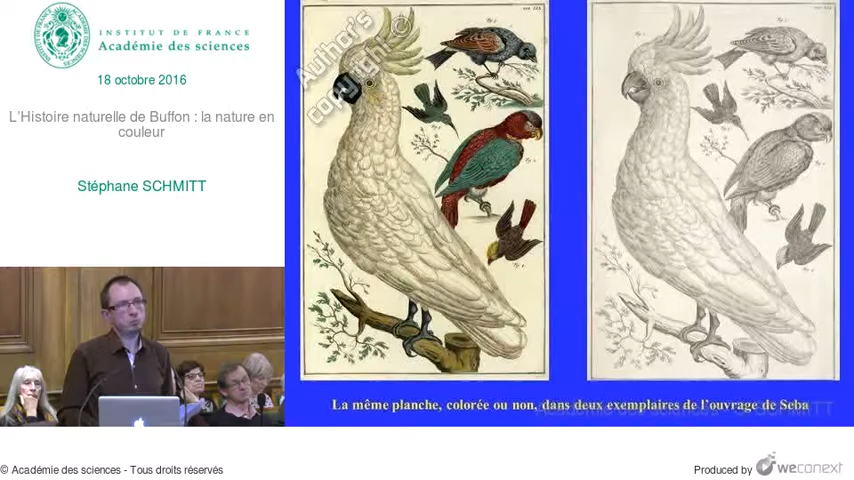 INSTITUT DE FRANCE
Académie des sciences
18 octobre 2016
L'Histoire naturelle de Buffon : la nature en
couleur
Stéphane SCHMITT
Author's
copyright ©
La même planche, colorée ou non, dans deux exemplaires de l'ouvrage de Seba
© Académie des sciences - Tous droits réservés
Produced by weconext